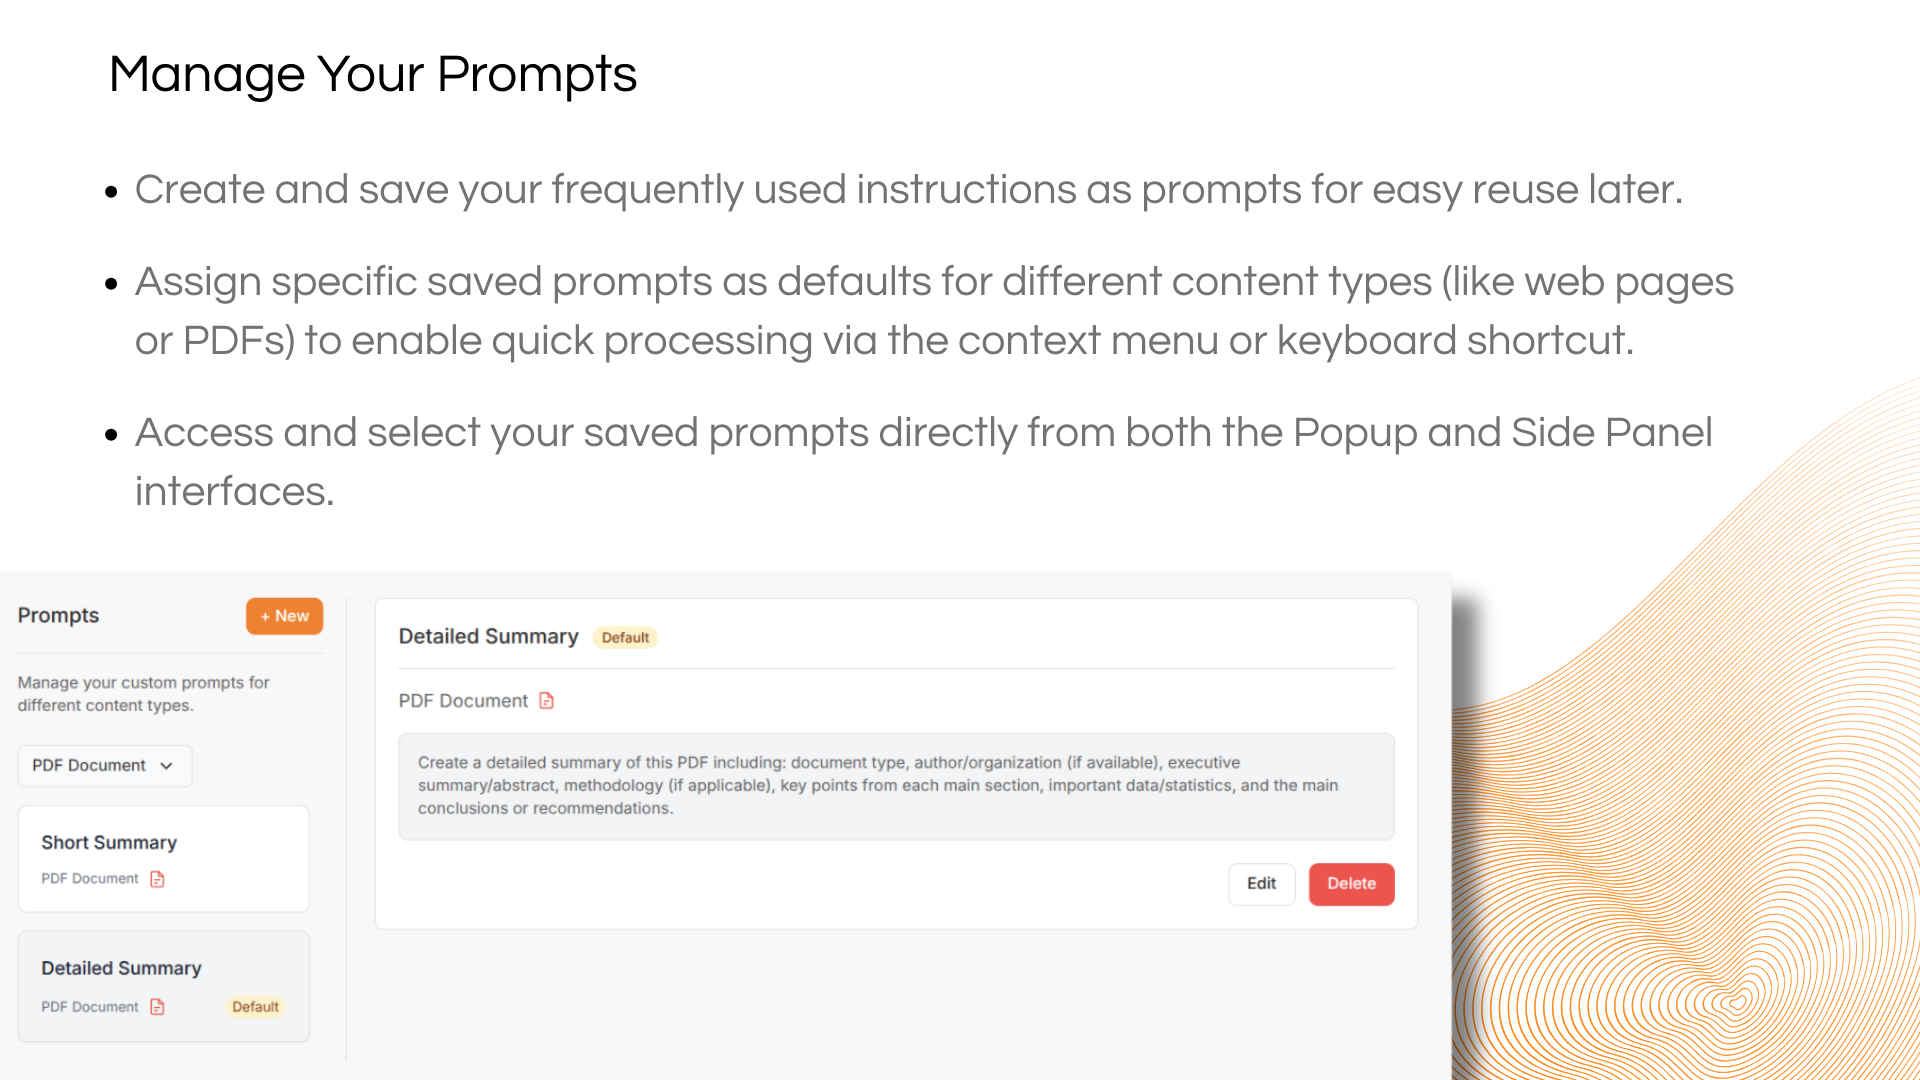 Manage Your Prompts
• Create and save your frequently used instructions as prompts for easy reuse later.
• Assign specific saved prompts as defaults for different content types (like web pages
or PDFs) to enable quick processing via the context menu or keyboard shortcut.
• Access and select your saved prompts directly from both the Popup and Side Panel
interfaces.
Prompts
+ New
Manage your custom prompts for
different content types.
PDF Document
Short Summary
PDF Document
Detailed Summary
PDF Document
Default
Detailed Summary
Default
PDF Document
Create a detailed summary of this PDF including: document type, author/organization (if available), executive
summary/abstract, methodology (if applicable), key points from each main section, important data/statistics, and the main
conclusions or recommendations.
Edit
Delete